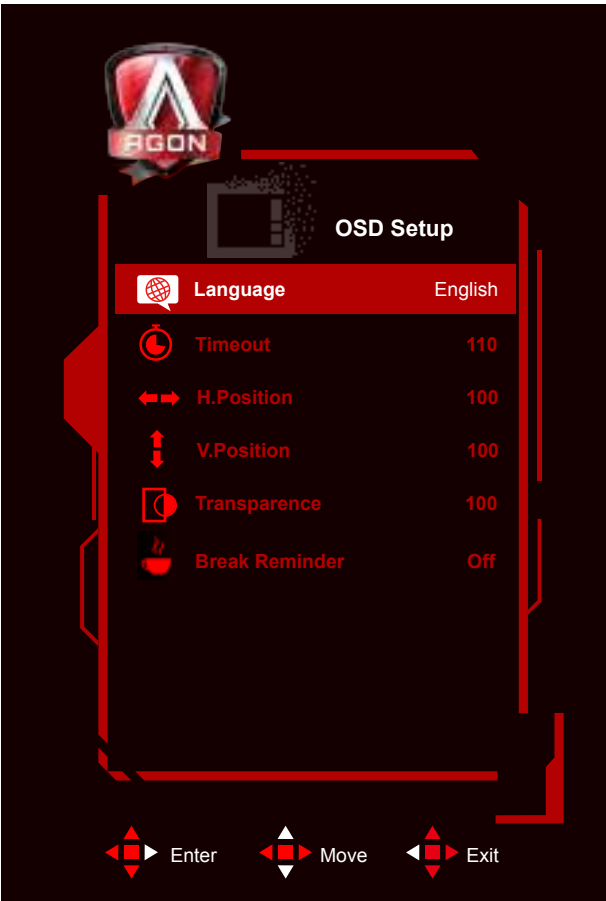 AGON
OSD Setup
Language English
Timeout 110
H.Position 100
V.Position 100
Transparence 100
Break Reminder Off
Enter Move Exit